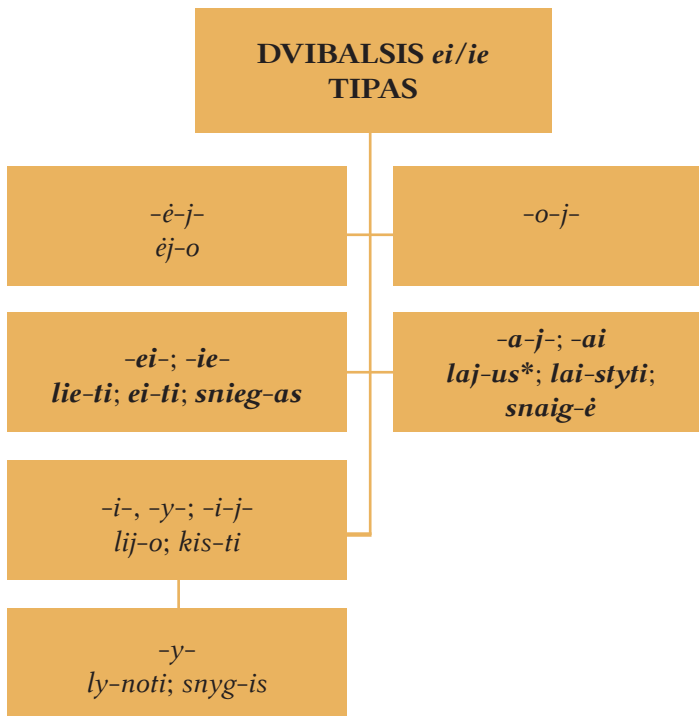 DVIBALSIS ei/ie
TIPAS
-ė-j-
ėj-o
-o-j-
-ei-; -ie-
lie-ti; ei-ti; snieg-as
-a-j-; -ai
laj-us*; lai-styti;
snaig-ė
-i-, -y-; -i-j-
lij-o; kis-ti
-y-
ly-noti; snyg-is